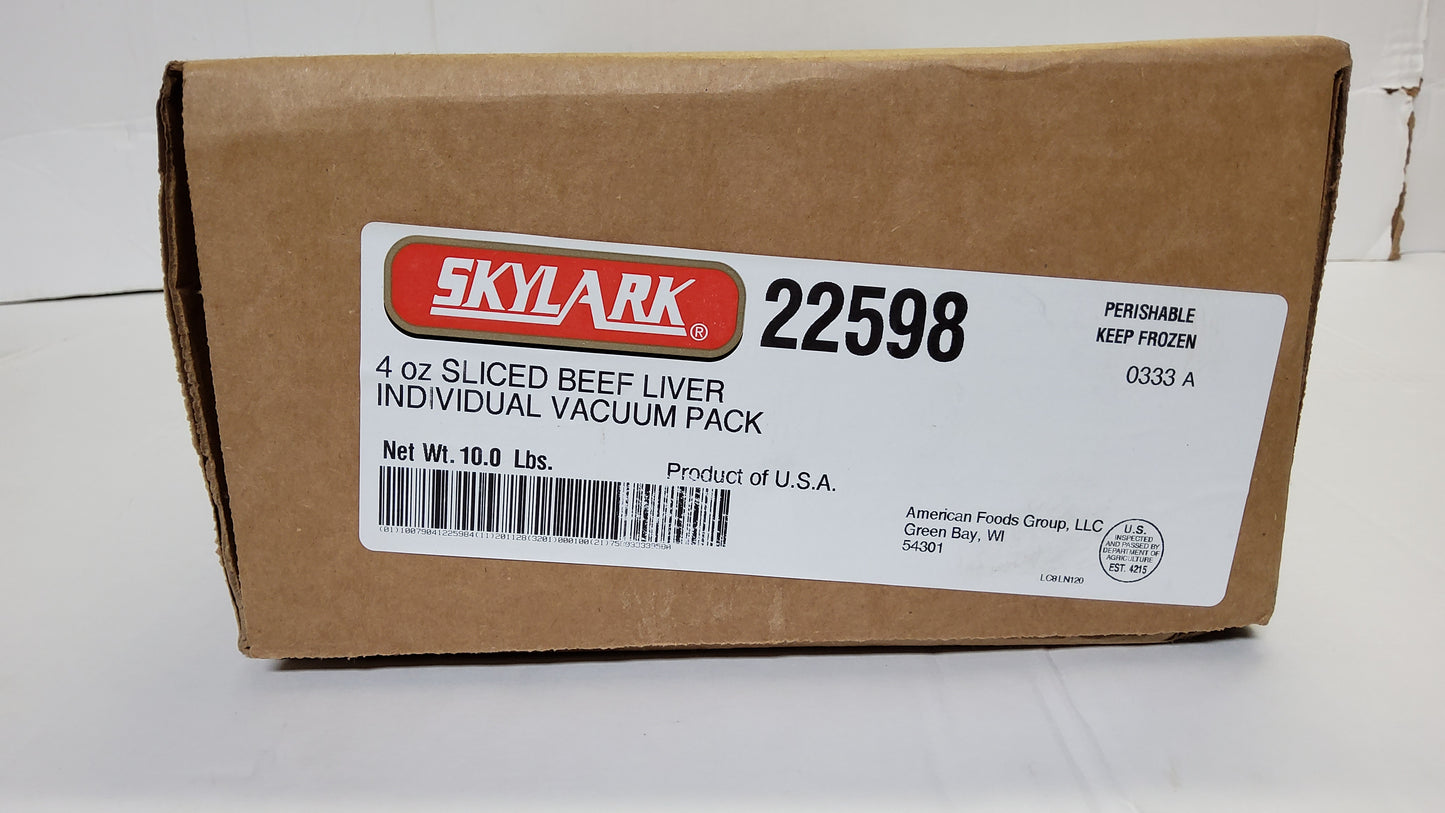 SKYLARK®
22598
PERISHABLE
KEEP FROZEN
0333 A
4 oz SLICED BEEF LIVER
INDIVIDUAL VACUUM PACK
Net Wt. 10.0 Lbs.
Product of U.S.A.
American Foods Group, LLC
Green Bay, WI
54301
U.S.
INSPECTED
AND PASSED BY
DEPARTMENT OF
AGRICULTURE
EST. 4215
LC9LN120